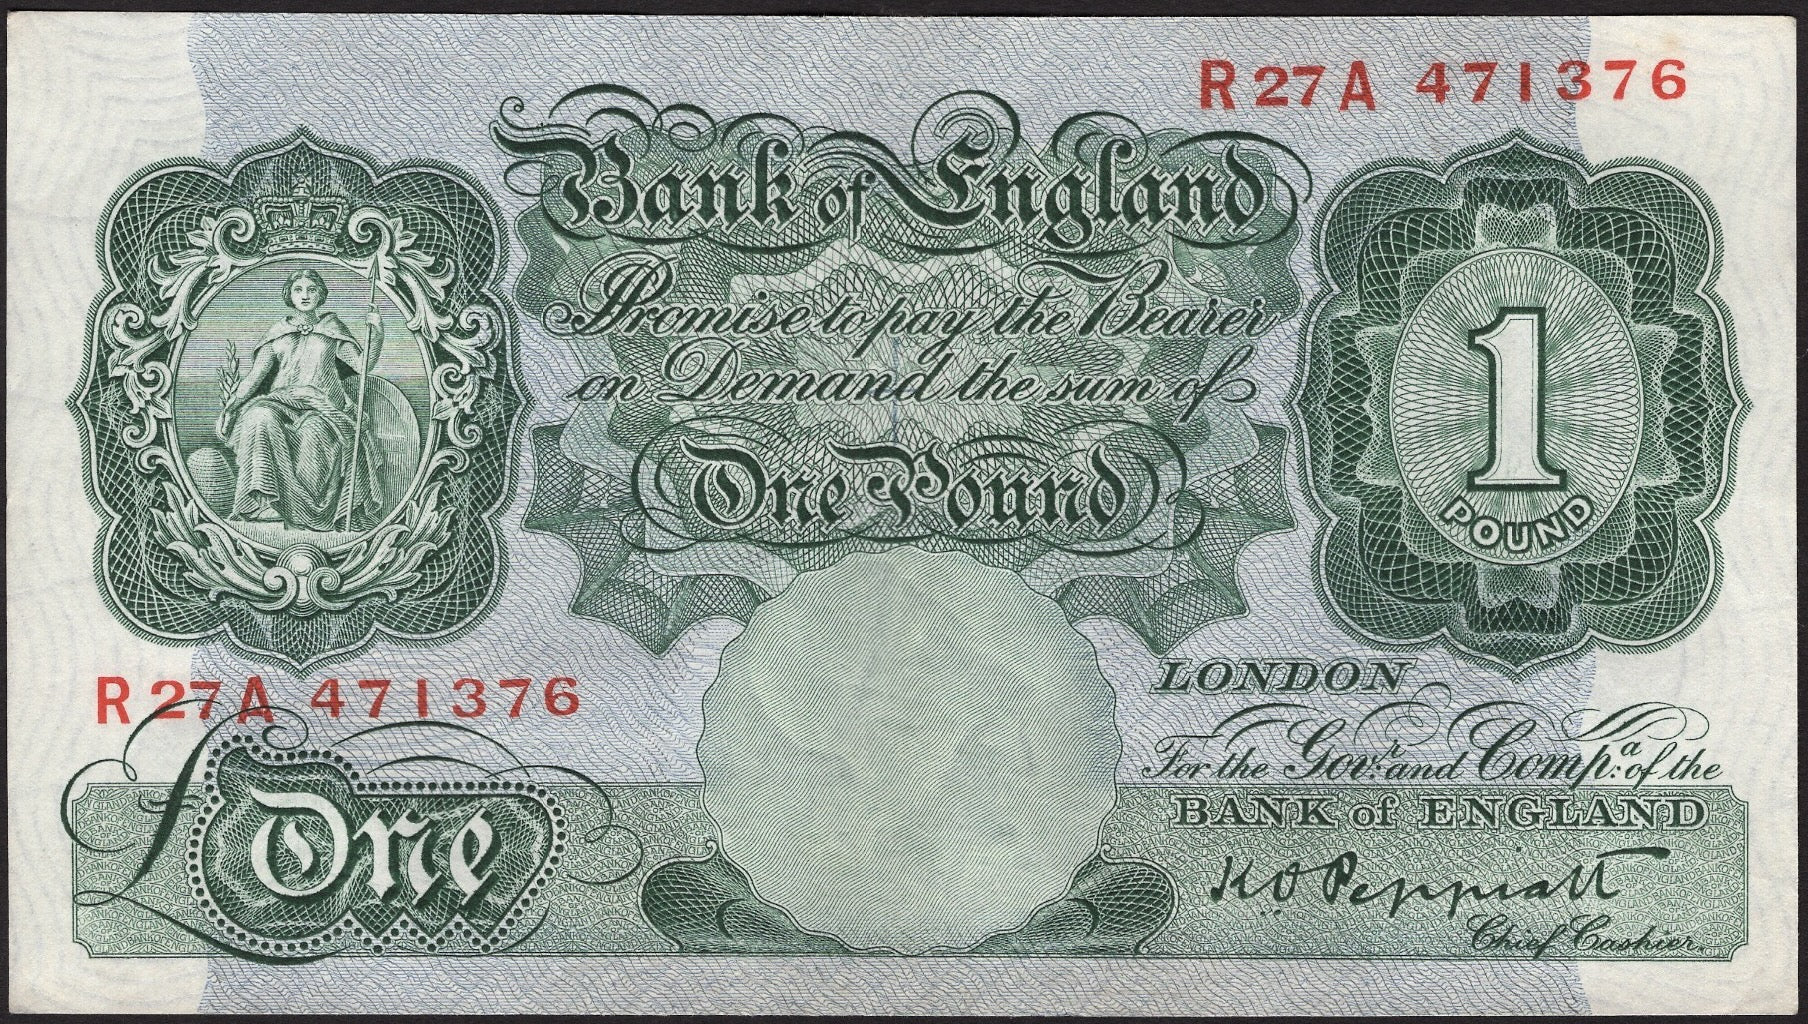 R27A 471376
Bank of England
Promise to pay the Bearer
on Demand the sum of
One Pound
1
POUND
R27A 471376
LONDON
For the Govr: and Compa: of the
BANK of ENGLAND
£One
K O Peppiatt
Chief Cashier.